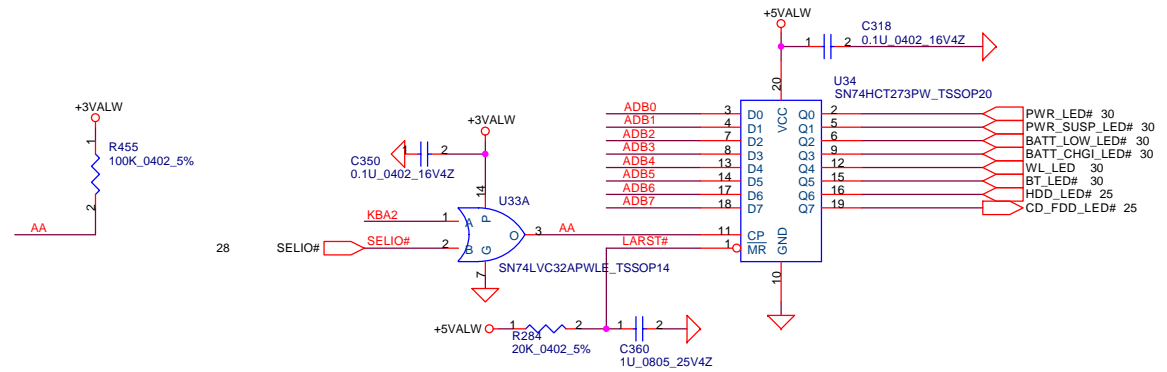 +5VALW
C318
1 2
0.1U_0402_16V4Z
20
U34
SN74HCT273PW_TSSOP20
+3VALW
1
R455
100K_0402_5%
2
AA
+3VALW
C350
1 2
0.1U_0402_16V4Z
14
U33A
KBA2 1 A P
O 3 AA
28 SELIO# SELIO# 2 B G
7
SN74LVC32APWLE_TSSOP14
VCC
ADB0 3 D0 Q0 2 PWR_LED# 30
ADB1 4 D1 Q1 5 PWR_SUSP_LED# 30
ADB2 7 D2 Q2 6 BATT_LOW_LED# 30
ADB3 8 D3 Q3 9 BATT_CHGI_LED# 30
ADB4 13 D4 Q4 12 WL_LED 30
ADB5 14 D5 Q5 15 BT_LED# 30
ADB6 17 D6 Q6 16 HDD_LED# 25
ADB7 18 D7 Q7 19 CD_FDD_LED# 25
11 CP
LARST# 1 MR
GND
10
+5VALW 1 2
R284
20K_0402_5%
1 2
C360
1U_0805_25V4Z